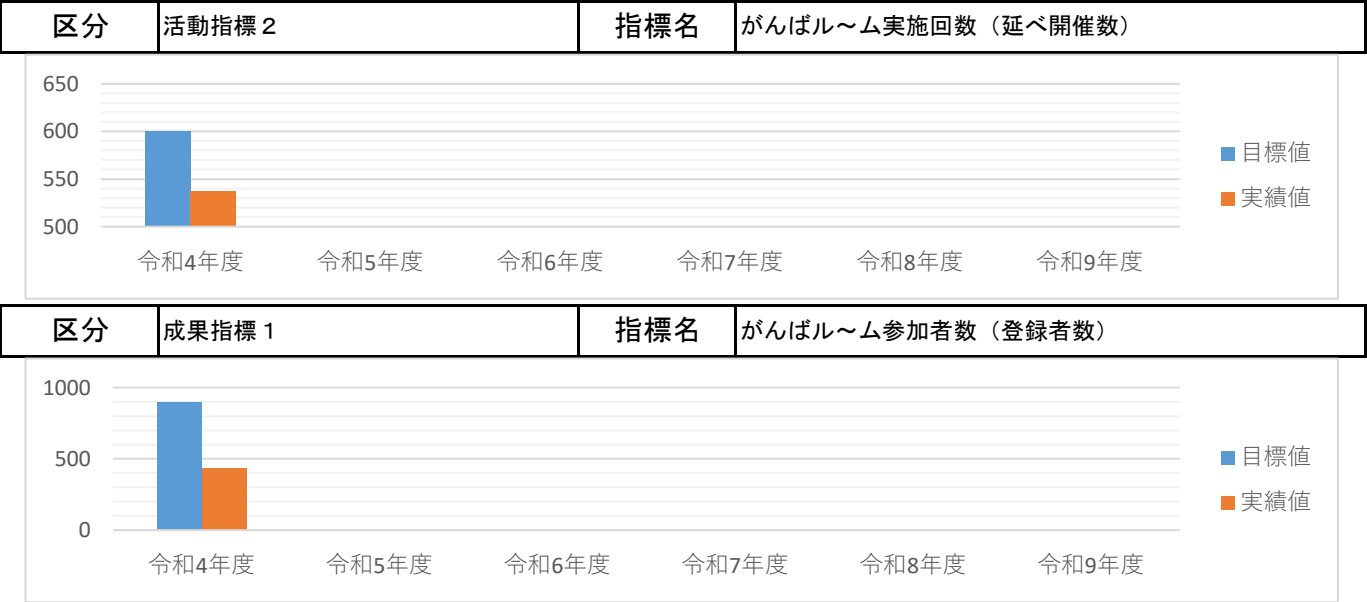 区分 活動指標２ 指標名 がんばル～ム実施回数（延べ開催数）
650
600
550
500
目標値
実績値
令和4年度 令和5年度 令和6年度 令和7年度 令和8年度 令和9年度
区分 成果指標１ 指標名 がんばル～ム参加者数（登録者数）
1000
500
0
目標値
実績値
令和4年度 令和5年度 令和6年度 令和7年度 令和8年度 令和9年度